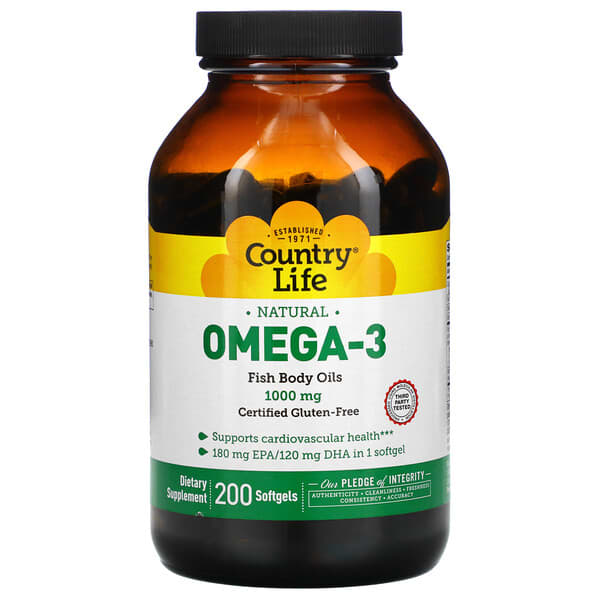 • ESTABLISHED •
1971
Country®
Life
• NATURAL •
OMEGA-3
Fish Body Oils
1000 mg
Certified Gluten-Free
THIRD
PARTY
TESTED
Supports cardiovascular health***
180 mg EPA/120 mg DHA in 1 softgel
Dietary
Supplement
200 Softgels
Our PLEDGE of INTEGRITY
AUTHENTICITY • CLEANLINESS • FRESHNESS
CONSISTENCY • ACCURACY